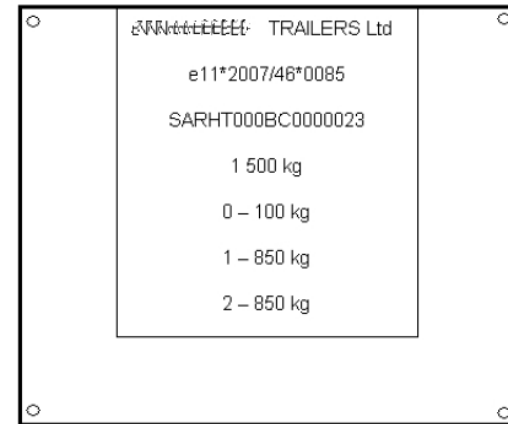 TRAILERS Ltd
e11*2007/46*0085
SARHT000BC0000023
1 500 kg
0 – 100 kg
1 – 850 kg
2 – 850 kg